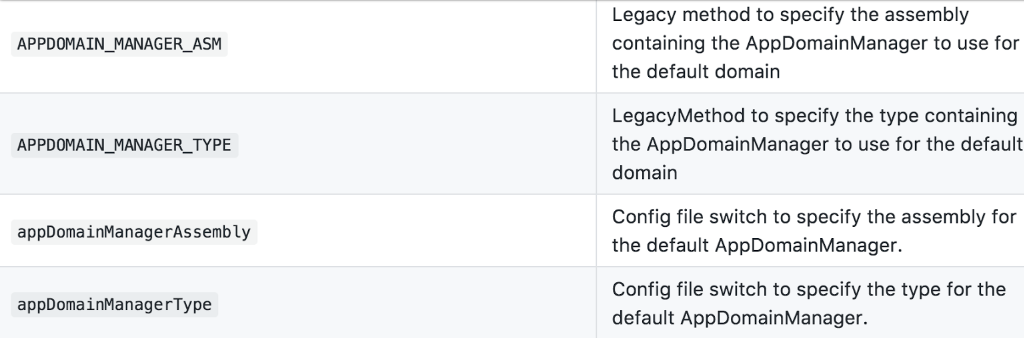 APPDOMAIN_MANAGER_ASM
Legacy method to specify the assembly
containing the AppDomainManager to use for
the default domain
APPDOMAIN_MANAGER_TYPE
LegacyMethod to specify the type containing
the AppDomainManager to use for the default
domain
appDomainManagerAssembly
Config file switch to specify the assembly for
the default AppDomainManager.
appDomainManagerType
Config file switch to specify the type for the
default AppDomainManager.